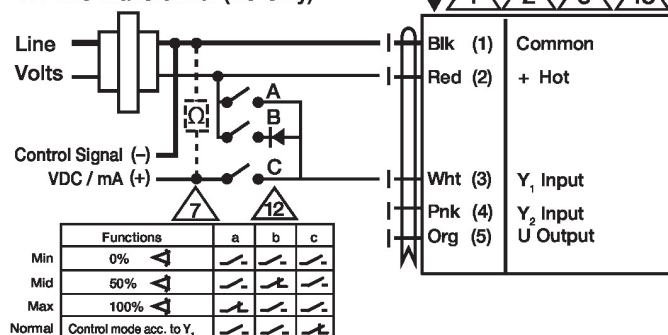 Line
Volts
Control Signal (–)
VDC / mA (+)
Ω
A
B
C
7
12
Blk (1) Common
Red (2) + Hot
Wht (3) Y1 Input
Pnk (4) Y2 Input
Org (5) U Output
Functions a b c
Min 0%
Mid 50%
Max 100%
Normal Control mode acc. to Y1